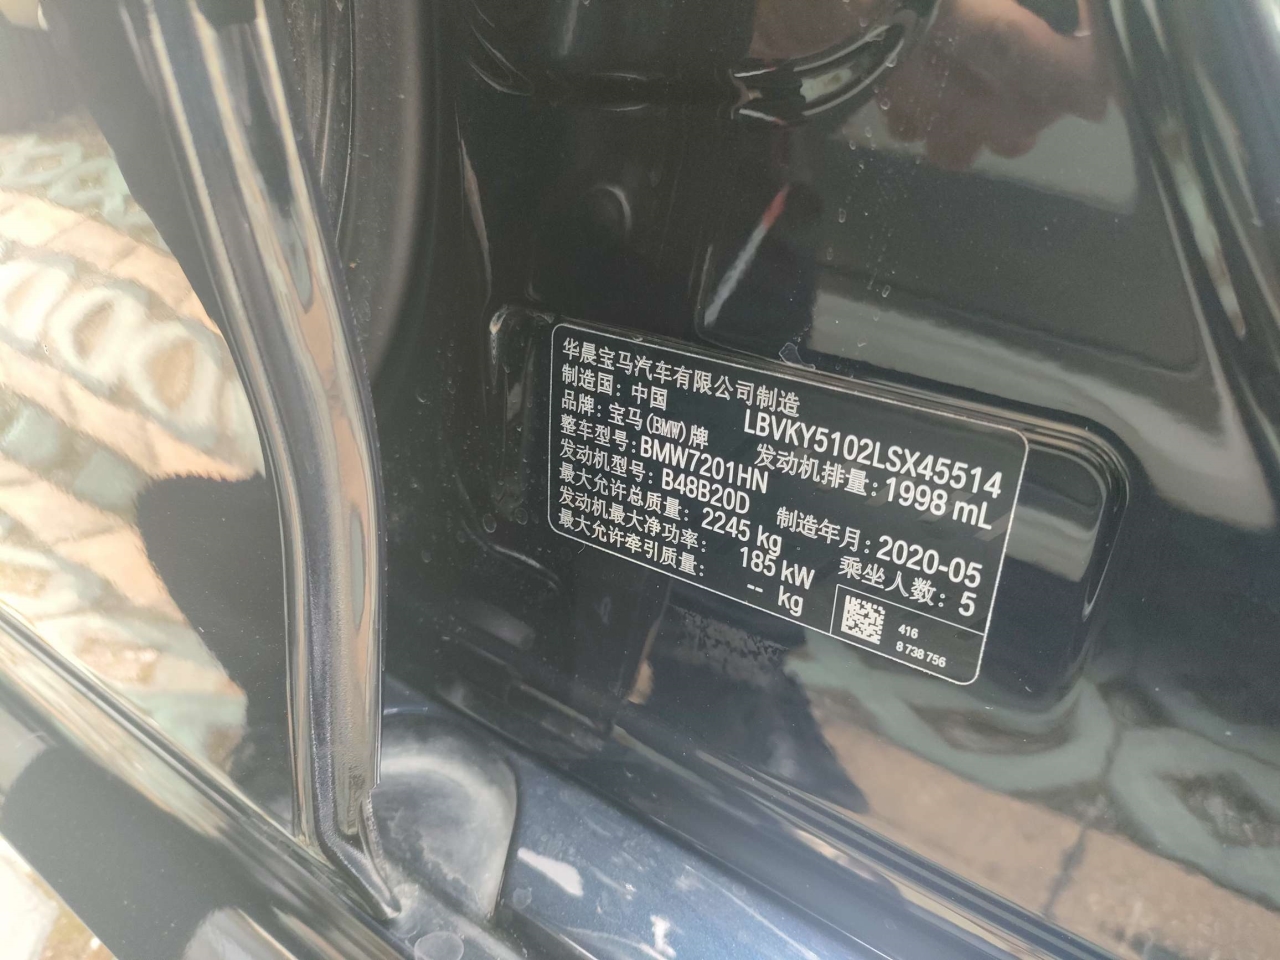 华晨宝马汽车有限公司制造
制造国: 中国 LBVKY5102LSX45514
品牌: 宝马(BMW)牌 发动机排量: 1998 mL
整车型号: BMW7201HN
发动机型号: B48B20D 制造年月: 2020-05
最大允许总质量: 2245 kg 乘坐人数: 5
发动机最大净功率: 185 kW
最大允许牵引质量: -- kg
416
8 738 756